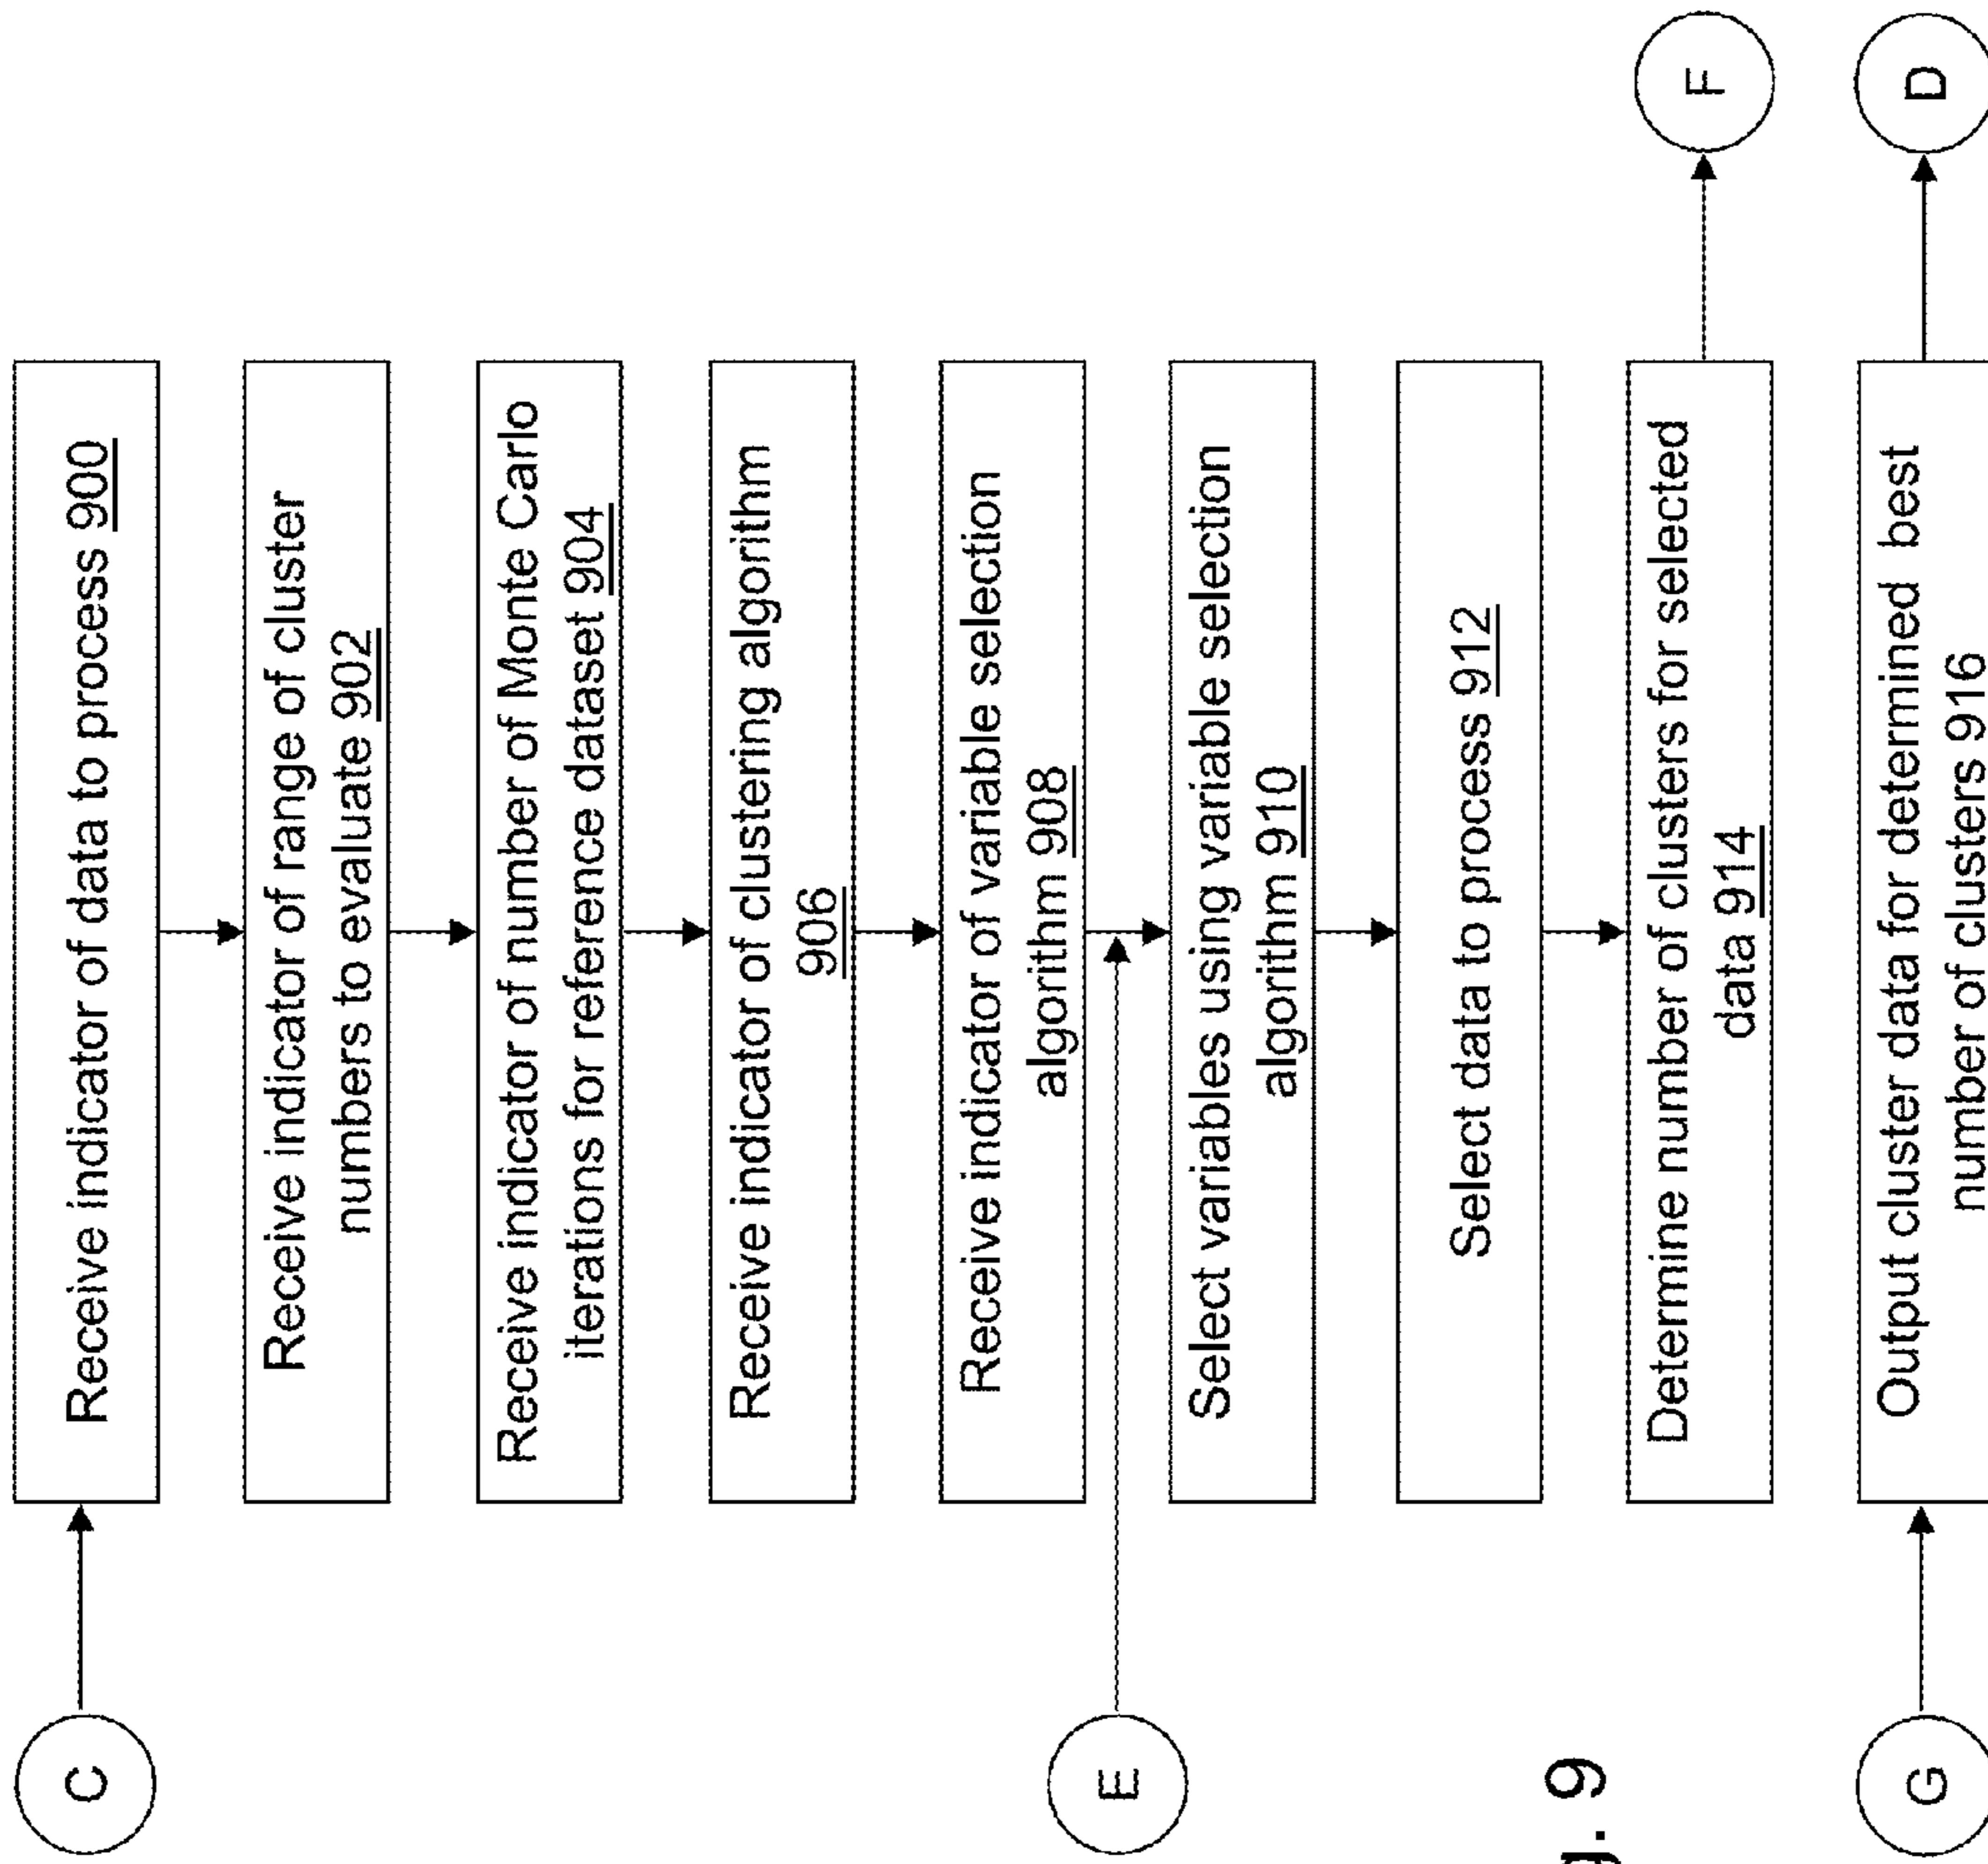 C
Receive indicator of data to process 900
Receive indicator of range of cluster
numbers to evaluate 902
Receive indicator of number of Monte Carlo
iterations for reference dataset 904
Receive indicator of clustering algorithm
906
Receive indicator of variable selection
algorithm 908
E
Select variables using variable selection
algorithm 910
Select data to process 912
Determine number of clusters for selected
data 914
F
G
Output cluster data for determined best
number of clusters 916
D
g. 9